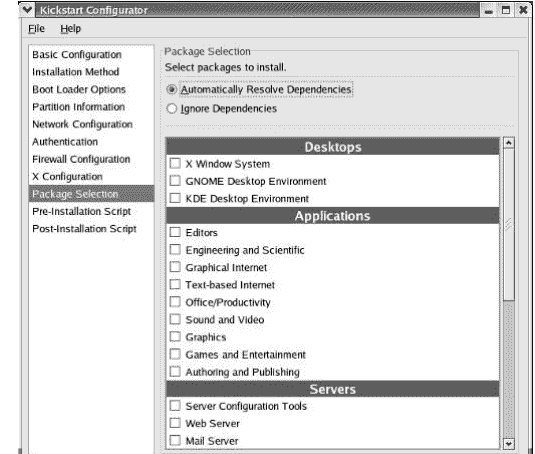 Kickstart Configurator
File Help
Basic Configuration
Installation Method
Boot Loader Options
Partition Information
Network Configuration
Authentication
Firewall Configuration
X Configuration
Package Selection
Pre-Installation Script
Post-Installation Script
Package Selection
Select packages to install.
Automatically Resolve Dependencies
Ignore Dependencies
Desktops
X Window System
GNOME Desktop Environment
KDE Desktop Environment
Applications
Editors
Engineering and Scientific
Graphical Internet
Text-based Internet
Office/Productivity
Sound and Video
Graphics
Games and Entertainment
Authoring and Publishing
Servers
Server Configuration Tools
Web Server
Mail Server